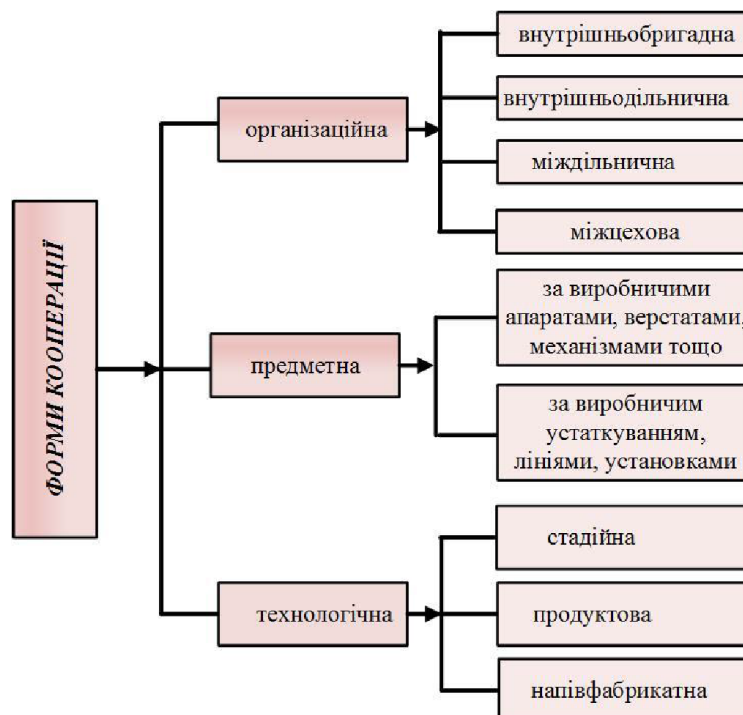 ФОРМИ КООПЕРАЦІЇ
організаційна
внутрішньобригадна
внутрішньодільнична
міждільнична
міжцехова
предметна
за виробничими
апаратами, верстатами,
механізмами тощо
за виробничим
устаткуванням,
лініями, установками
технологічна
стадійна
продуктова
напівфабрикатна